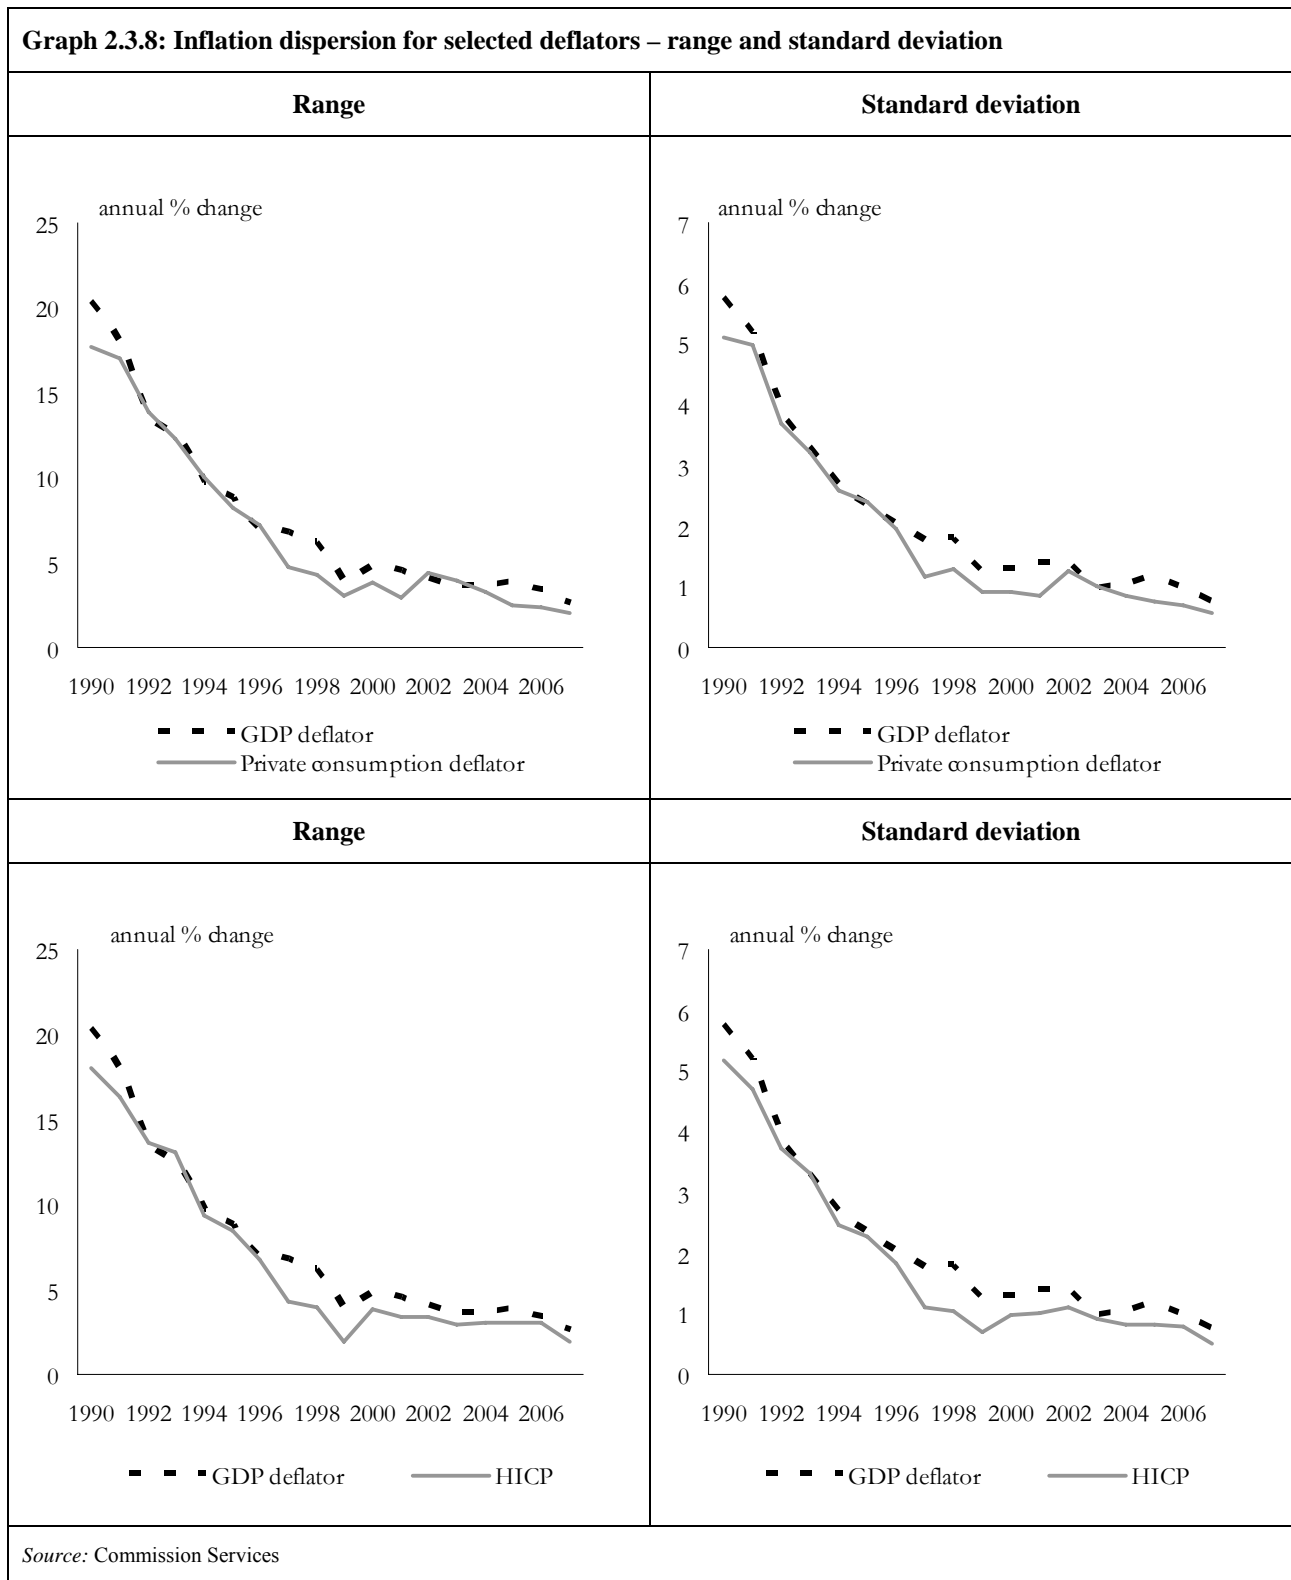 Graph 2.3.8: Inflation dispersion for selected deflators – range and standard deviation
Range
Standard deviation
annual % change
25
20
15
10
5
0
1990 1992 1994 1996 1998 2000 2002 2004 2006
GDP deflator
Private consumption deflator
annual % change
7
6
5
4
3
2
1
0
1990 1992 1994 1996 1998 2000 2002 2004 2006
GDP deflator
Private consumption deflator
Range
Standard deviation
annual % change
25
20
15
10
5
0
1990 1992 1994 1996 1998 2000 2002 2004 2006
GDP deflator HICP
annual % change
7
6
5
4
3
2
1
0
1990 1992 1994 1996 1998 2000 2002 2004 2006
GDP deflator HICP
Source: Commission Services